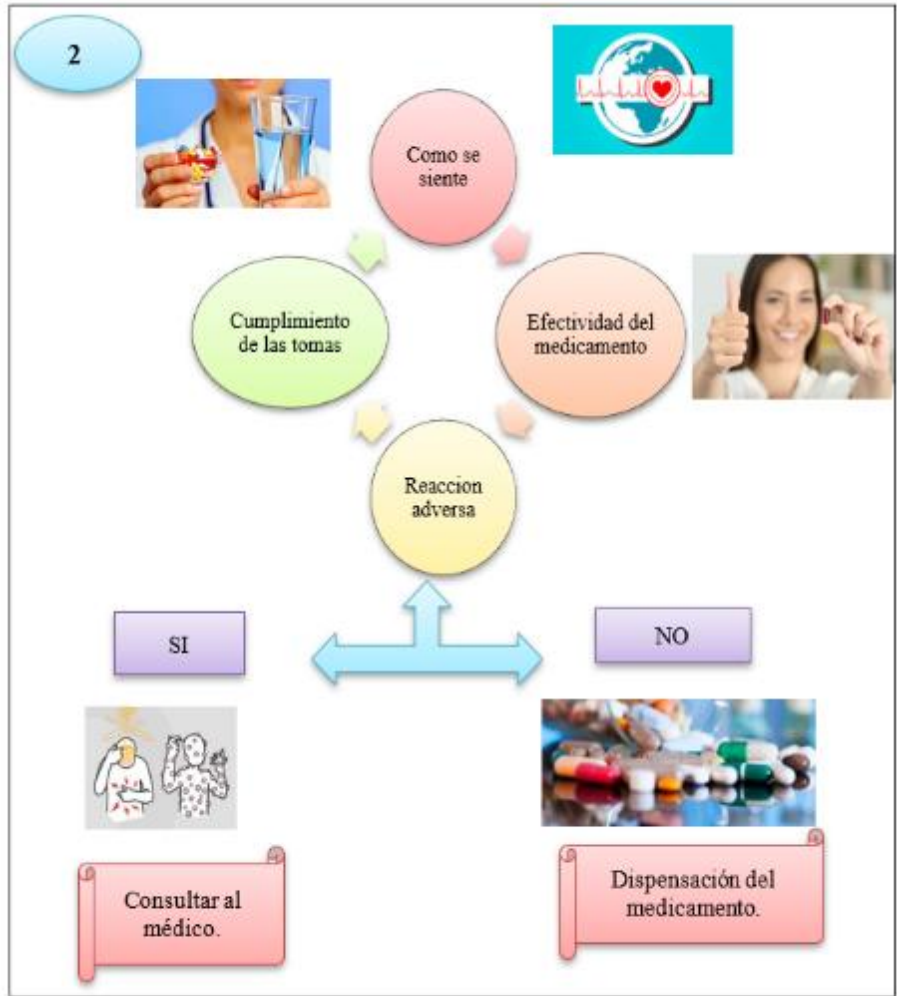 2
Como se
siente
Cumplimiento
de las tomas
Efectividad del
medicamento
Reaccion
adversa
SI
NO
Consultar al
médico.
Dispensación del
medicamento.